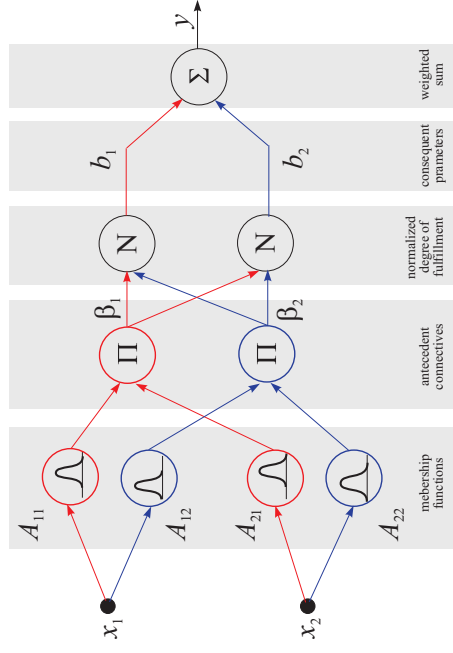 x1
x2
A11
A12
A21
A22
mebership
functions
Π
Π
antecedent
connectives
β1
β2
N
N
normalized
degree of
fulfillment
b1
b2
consequent
prameters
Σ
weighted
sum
y